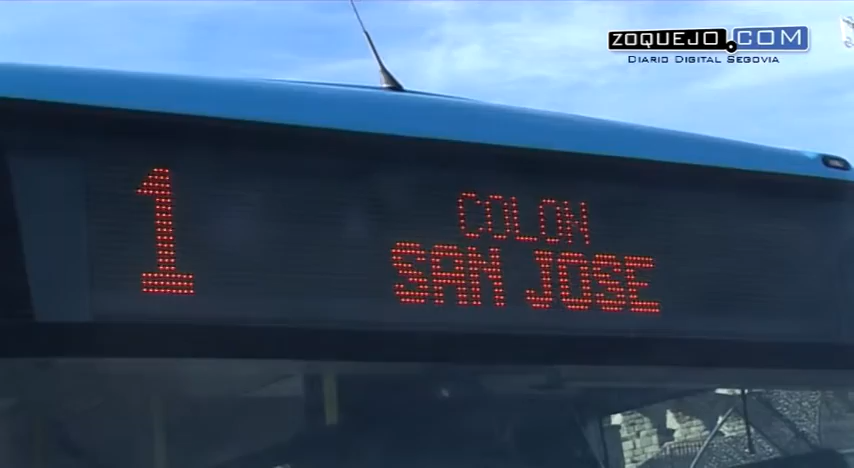 ZOQUEJO.COM
DIARIO DIGITAL SEGOVIA
1
COLON
SAN JOSE